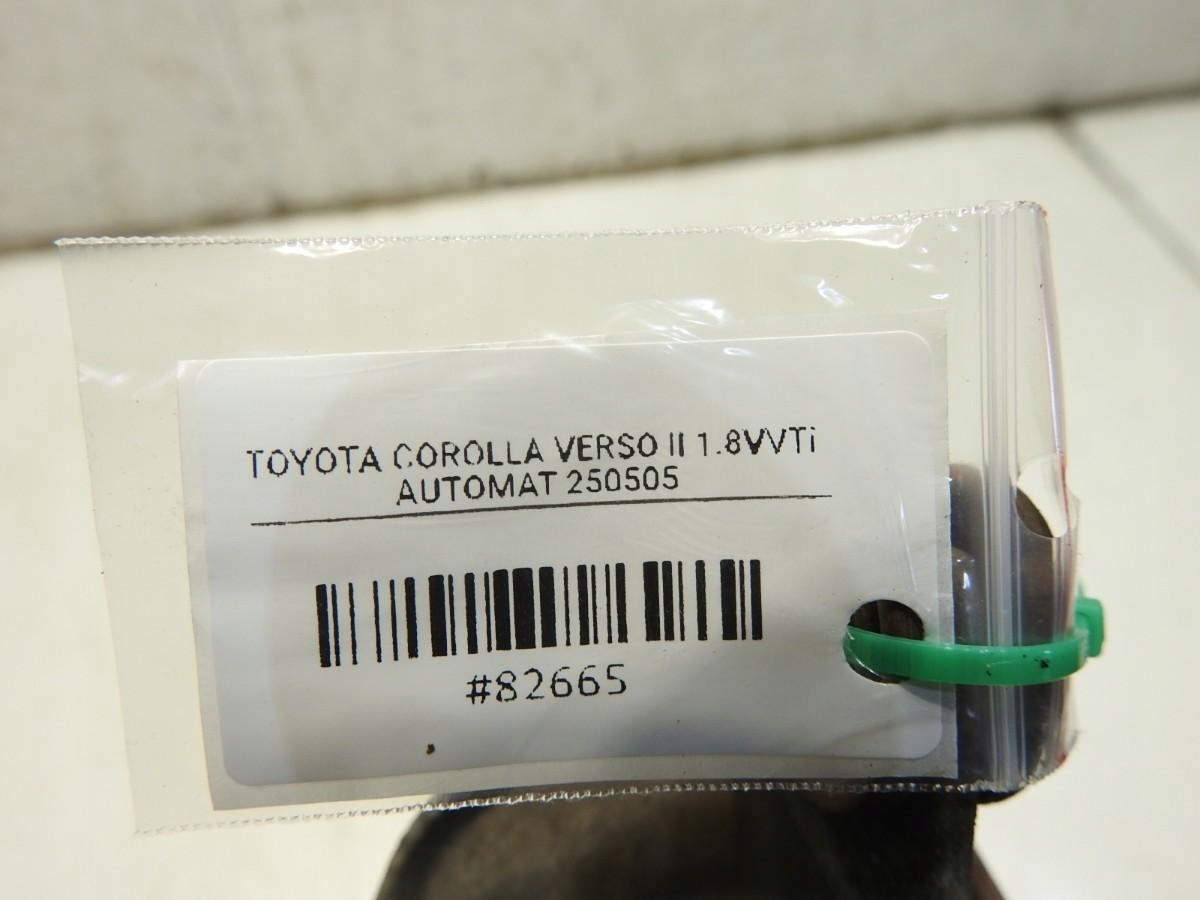 TOYOTA COROLLA VERSO II 1.8VVTi
AUTOMAT 250505
#82665